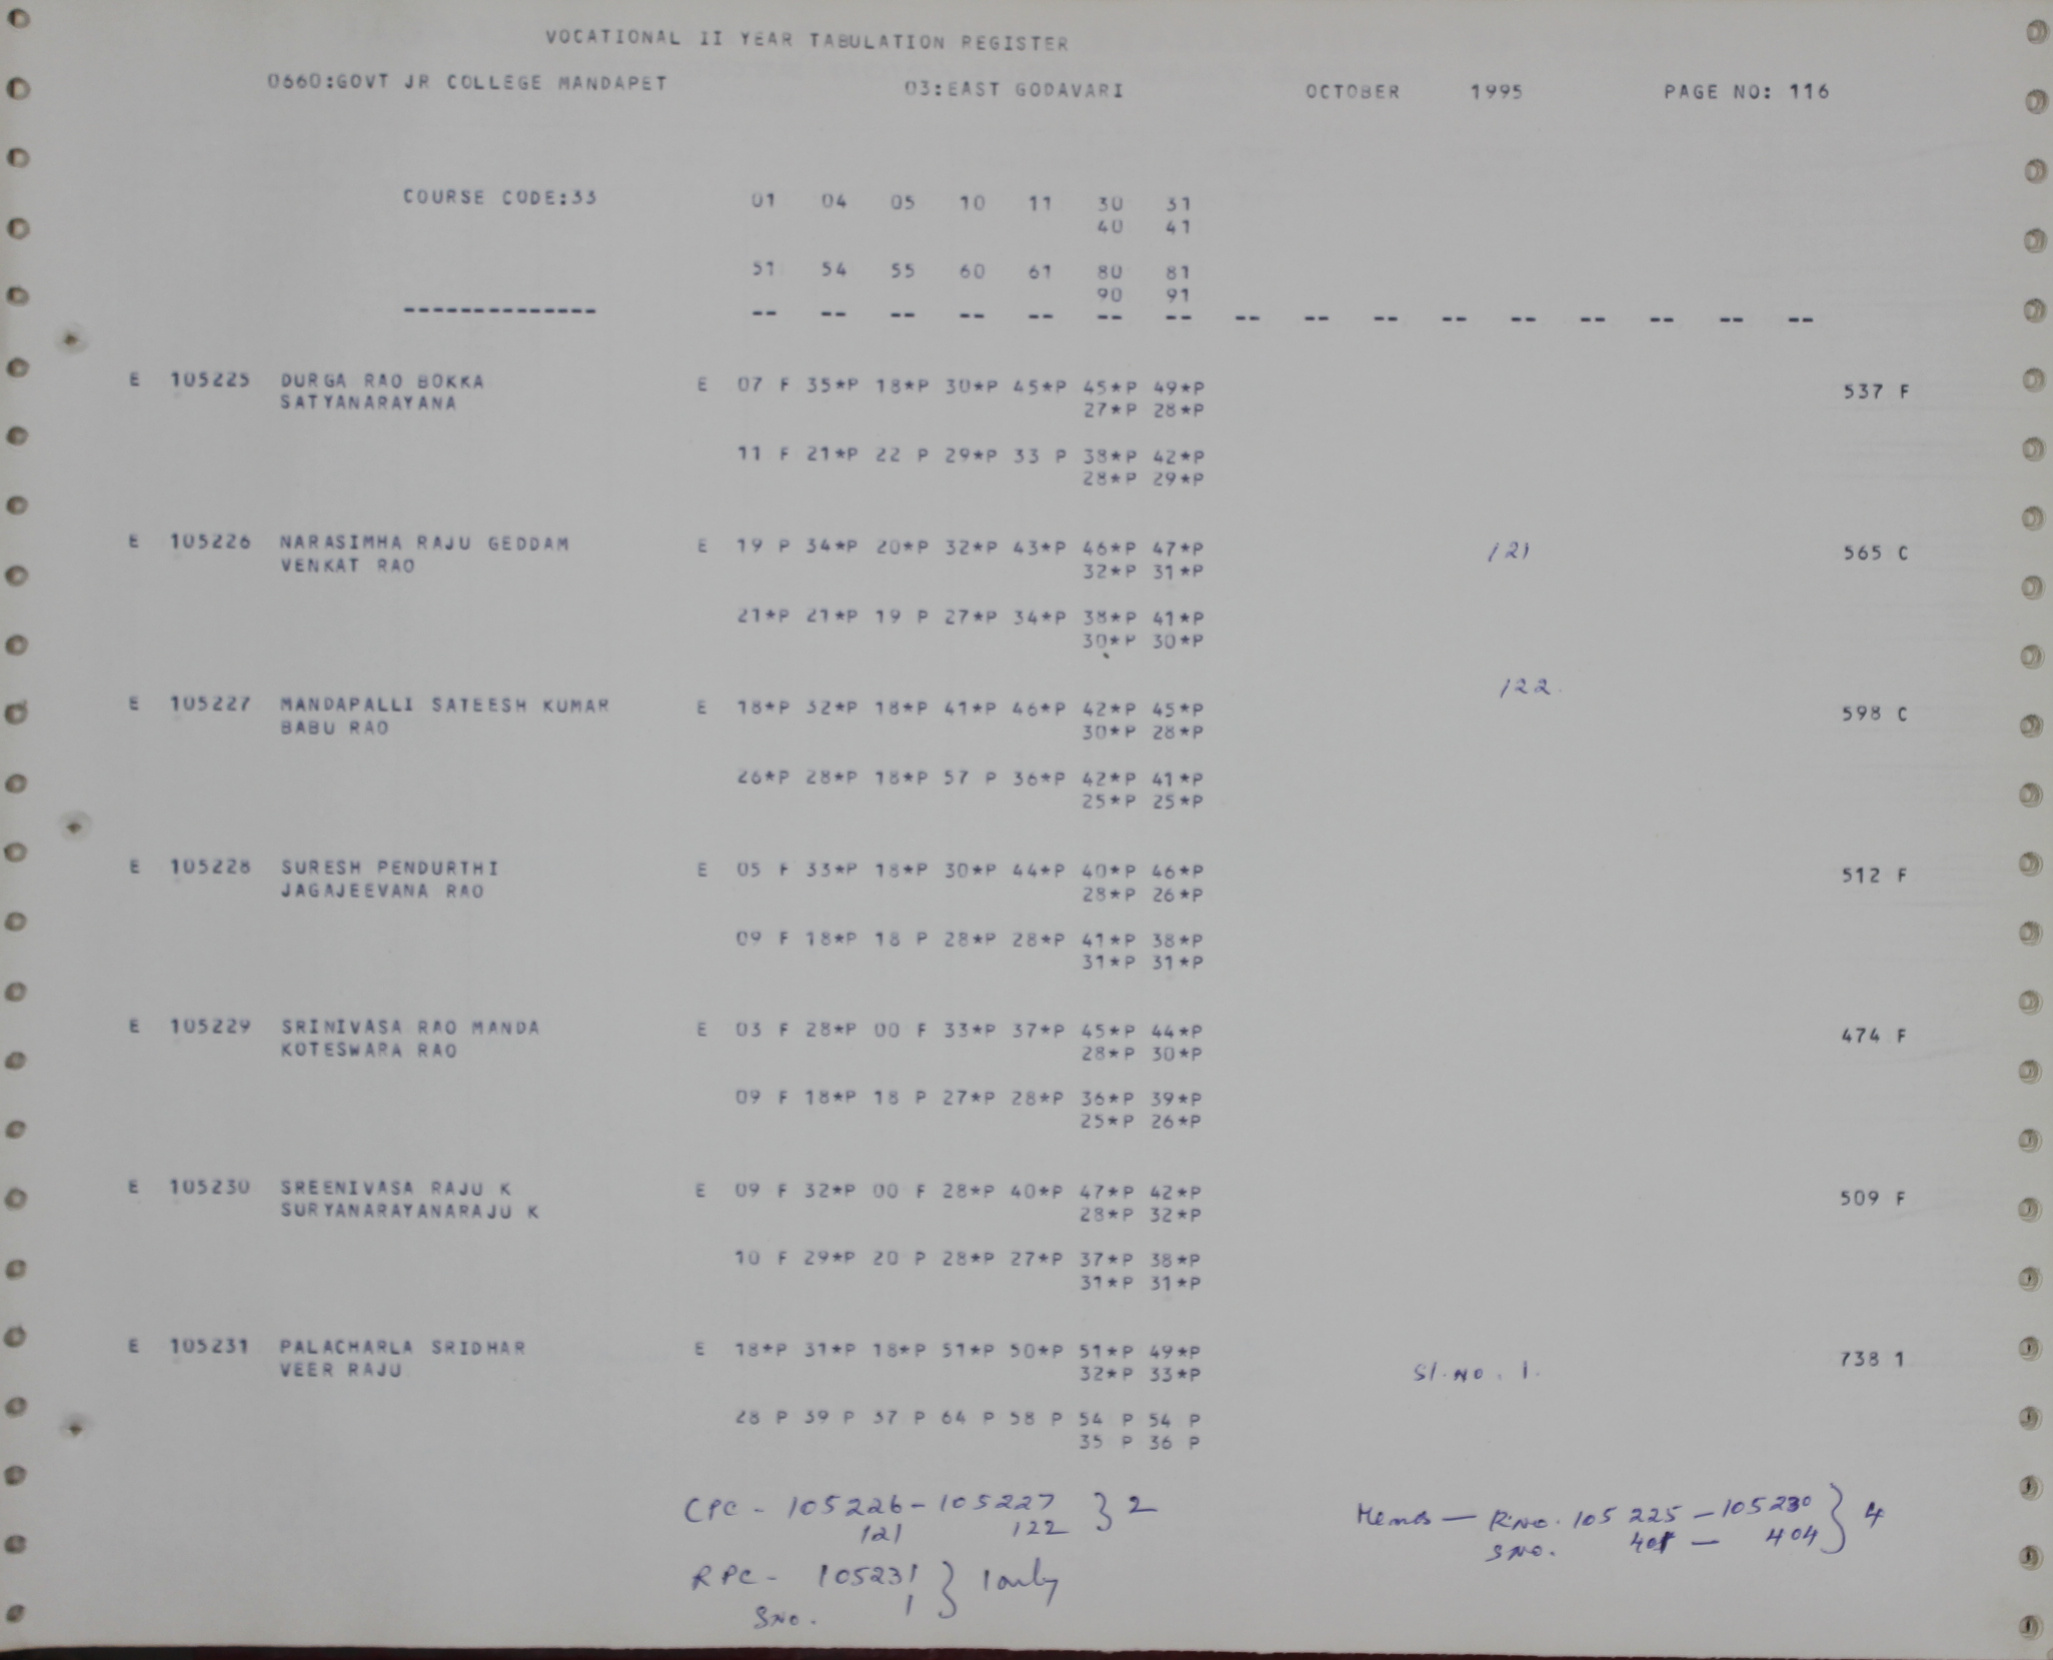 VOCATIONAL II YEAR TABULATION REGISTER
0660:GOVT JR COLLEGE MANDAPET 03:EAST GODAVARI OCTOBER 1995 PAGE NO: 116
COURSE CODE:33 01 04 05 10 11 30 31
40 41
51 54 55 60 61 80 81
90 91
-------------- -- -- -- -- -- -- -- -- -- -- -- -- -- -- -- --
E 105225 DURGA RAO BOKKA E 07 F 35*P 18*P 30*P 45*P 45*P 49*P 537 F
SATYANARAYANA 27*P 28*P
11 F 21*P 22 P 29*P 33 P 38*P 42*P
28*P 29*P
E 105226 NARASIMHA RAJU GEDDAM E 19 P 34*P 20*P 32*P 43*P 46*P 47*P 121 565 C
VENKAT RAO 32*P 31*P
21*P 21*P 19 P 27*P 34*P 38*P 41*P
30*P 30*P
122.
E 105227 MANDAPALLI SATEESH KUMAR E 18*P 32*P 18*P 41*P 46*P 42*P 45*P 598 C
BABU RAO 30*P 28*P
26*P 28*P 18*P 57 P 36*P 42*P 41*P
25*P 25*P
E 105228 SURESH PENDURTHI E 05 F 33*P 18*P 30*P 44*P 40*P 46*P 512 F
JAGAJEEVANA RAO 28*P 26*P
09 F 18*P 18 P 28*P 28*P 41*P 38*P
31*P 31*P
E 105229 SRINIVASA RAO MANDA E 03 F 28*P 00 F 33*P 37*P 45*P 44*P 474 F
KOTESWARA RAO 28*P 30*P
09 F 18*P 18 P 27*P 28*P 36*P 39*P
25*P 26*P
E 105230 SREENIVASA RAJU K E 09 F 32*P 00 F 28*P 40*P 47*P 42*P 509 F
SURYANARAYANARAJU K 28*P 32*P
10 F 29*P 20 P 28*P 27*P 37*P 38*P
31*P 31*P
E 105231 PALACHARLA SRIDHAR E 18*P 31*P 18*P 51*P 50*P 51*P 49*P 738 1
VEER RAJU 32*P 33*P Sl. No. 1.
28 P 39 P 37 P 64 P 58 P 54 P 54 P
35 P 36 P
CPC - 105226 - 105227 } 2 Memos — R.No. 105225 — 105230 } 4
121 122 S No. 401 — 404
RPC - 105231 } 1 only
SNo. 1